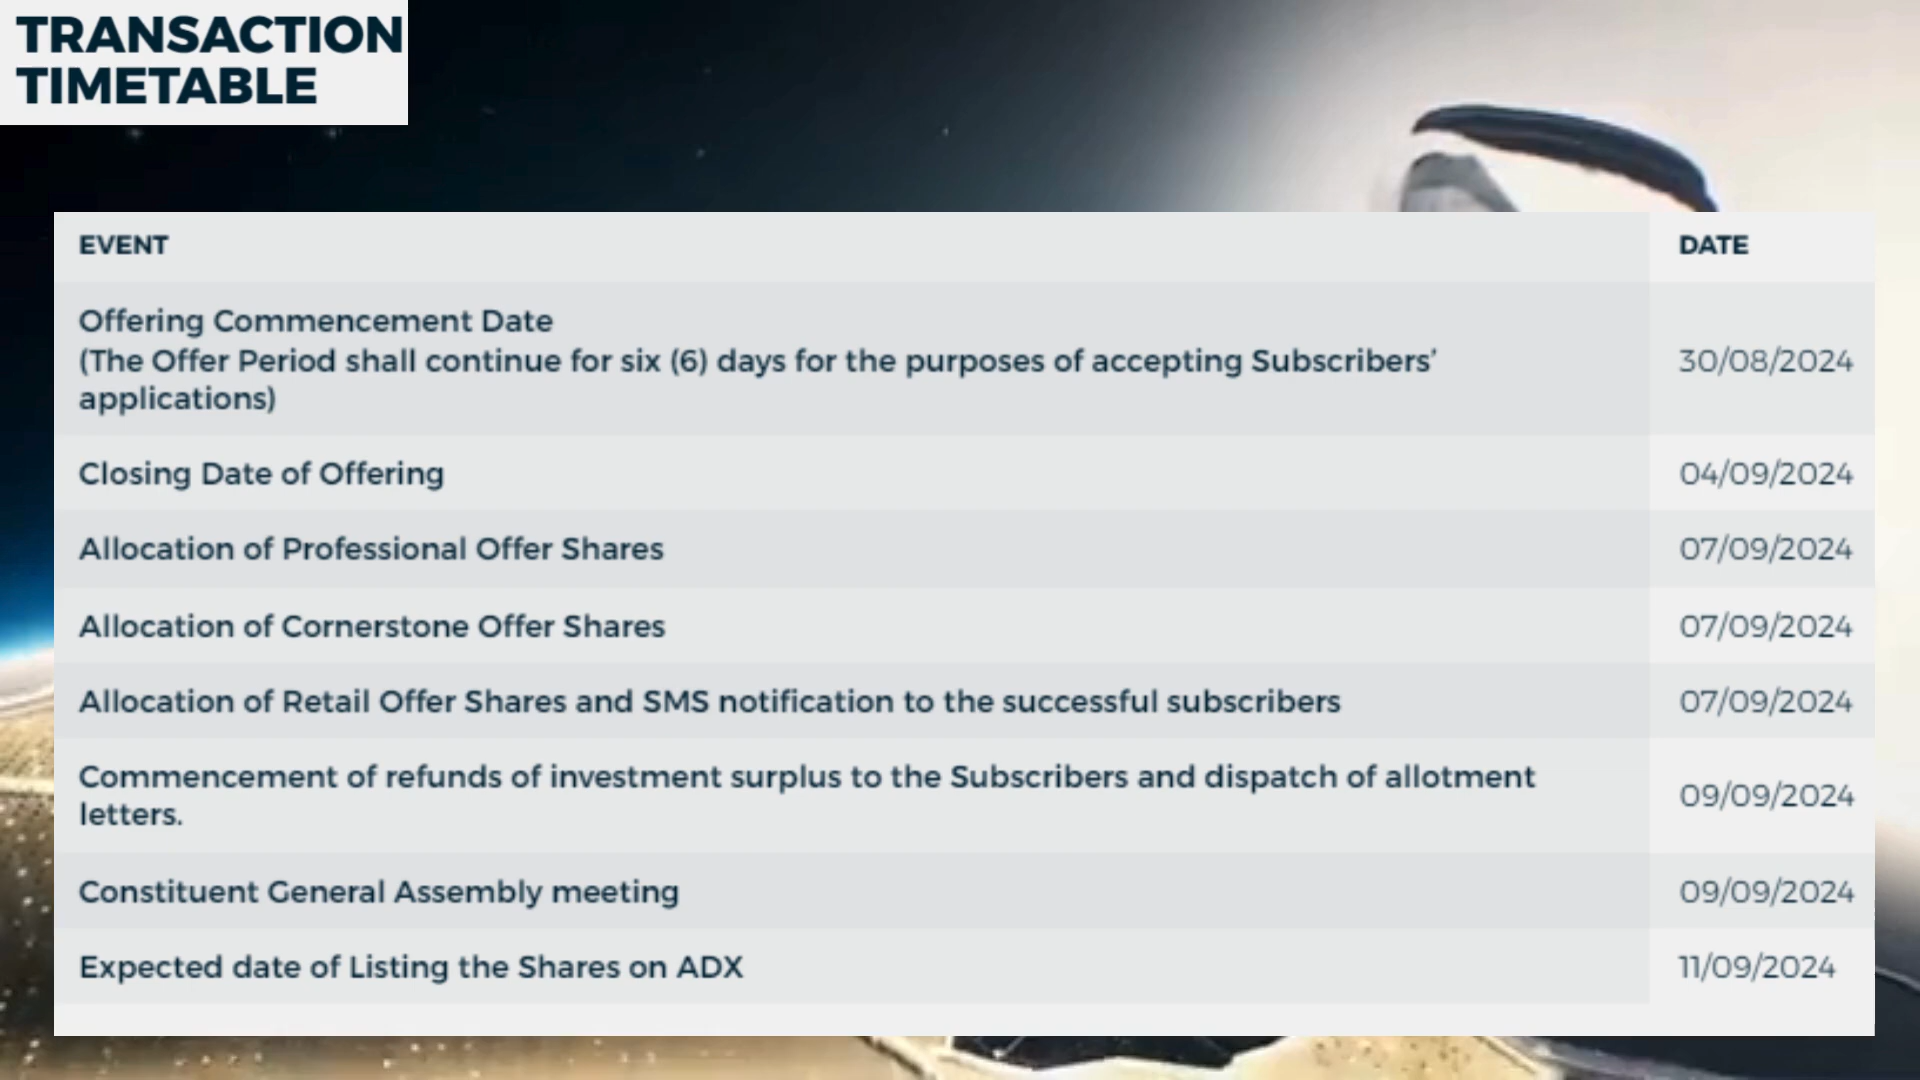 TRANSACTION
TIMETABLE
EVENT DATE
Offering Commencement Date
(The Offer Period shall continue for six (6) days for the purposes of accepting Subscribers’
applications) 30/08/2024
Closing Date of Offering 04/09/2024
Allocation of Professional Offer Shares 07/09/2024
Allocation of Cornerstone Offer Shares 07/09/2024
Allocation of Retail Offer Shares and SMS notification to the successful subscribers 07/09/2024
Commencement of refunds of investment surplus to the Subscribers and dispatch of allotment
letters. 09/09/2024
Constituent General Assembly meeting 09/09/2024
Expected date of Listing the Shares on ADX 11/09/2024